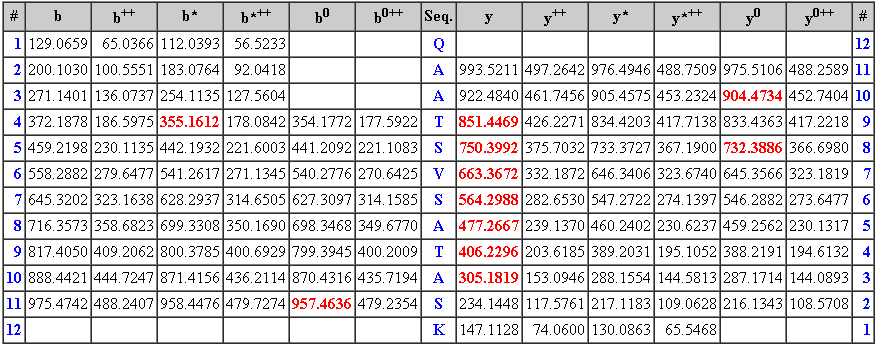 # b b++ b* b*++ b0 b0++ Seq. y y++ y* y*++ y0 y0++ #
1 129.0659 65.0366 112.0393 56.5233 Q 12
2 200.1030 100.5551 183.0764 92.0418 A 993.5211 497.2642 976.4946 488.7509 975.5106 488.2589 11
3 271.1401 136.0737 254.1135 127.5604 A 922.4840 461.7456 905.4575 453.2324 904.4734 452.7404 10
4 372.1878 186.5975 355.1612 178.0842 354.1772 177.5922 T 851.4469 426.2271 834.4203 417.7138 833.4363 417.2218 9
5 459.2198 230.1135 442.1932 221.6003 441.2092 221.1083 S 750.3992 375.7032 733.3727 367.1900 732.3886 366.6980 8
6 558.2882 279.6477 541.2617 271.1345 540.2776 270.6425 V 663.3672 332.1872 646.3406 323.6740 645.3566 323.1819 7
7 645.3202 323.1638 628.2937 314.6505 627.3097 314.1585 S 564.2988 282.6530 547.2722 274.1397 546.2882 273.6477 6
8 716.3573 358.6823 699.3308 350.1690 698.3468 349.6770 A 477.2667 239.1370 460.2402 230.6237 459.2562 230.1317 5
9 817.4050 409.2062 800.3785 400.6929 799.3945 400.2009 T 406.2296 203.6185 389.2031 195.1052 388.2191 194.6132 4
10 888.4421 444.7247 871.4156 436.2114 870.4316 435.7194 A 305.1819 153.0946 288.1554 144.5813 287.1714 144.0893 3
11 975.4742 488.2407 958.4476 479.7274 957.4636 479.2354 S 234.1448 117.5761 217.1183 109.0628 216.1343 108.5708 2
12 K 147.1128 74.0600 130.0863 65.5468 1